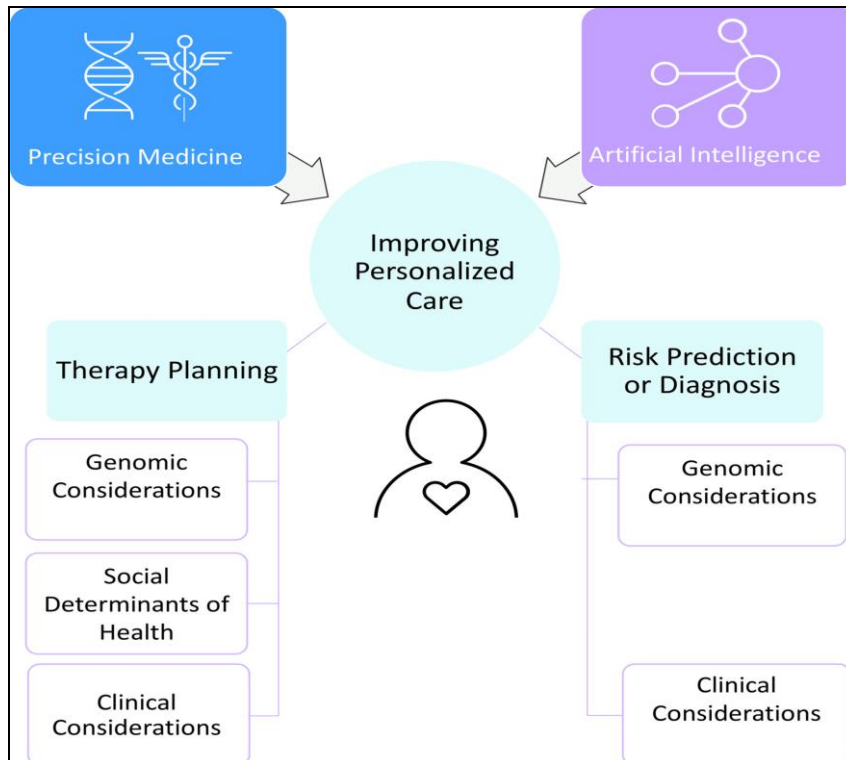 Precision Medicine
Artificial Intelligence
Improving
Personalized
Care
Therapy Planning
Risk Prediction
or Diagnosis
Genomic
Considerations
Social
Determinants of
Health
Clinical
Considerations
Genomic
Considerations
Clinical
Considerations